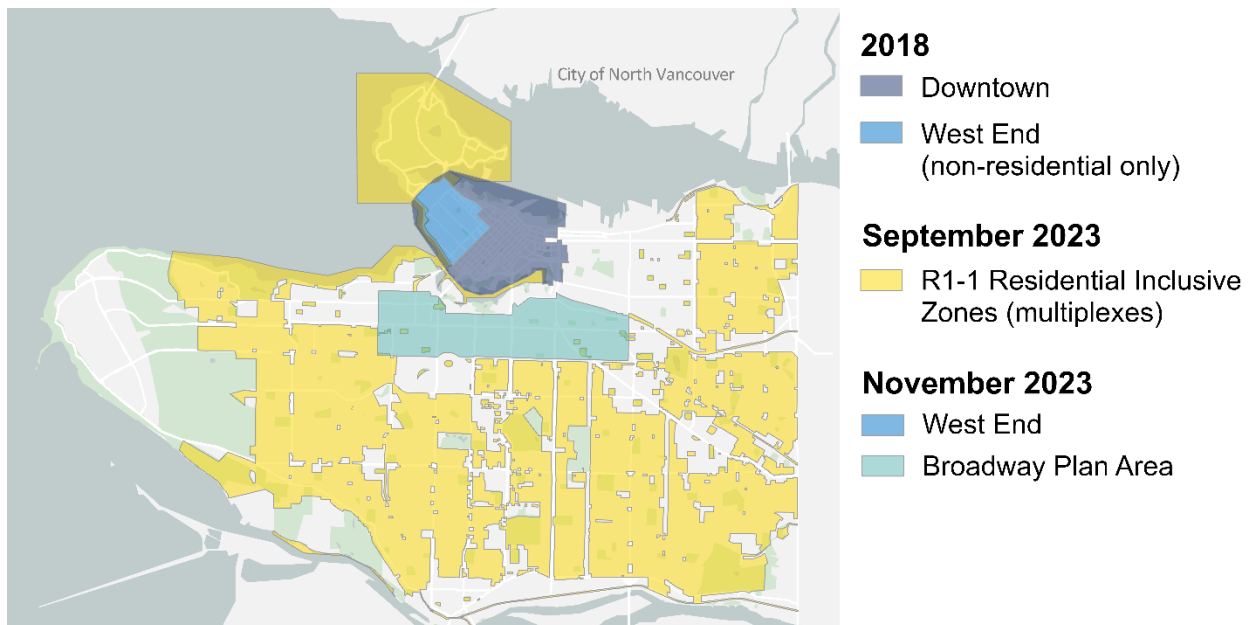 City of North Vancouver
2018
Downtown
West End
(non-residential only)
September 2023
R1-1 Residential Inclusive
Zones (multiplexes)
November 2023
West End
Broadway Plan Area